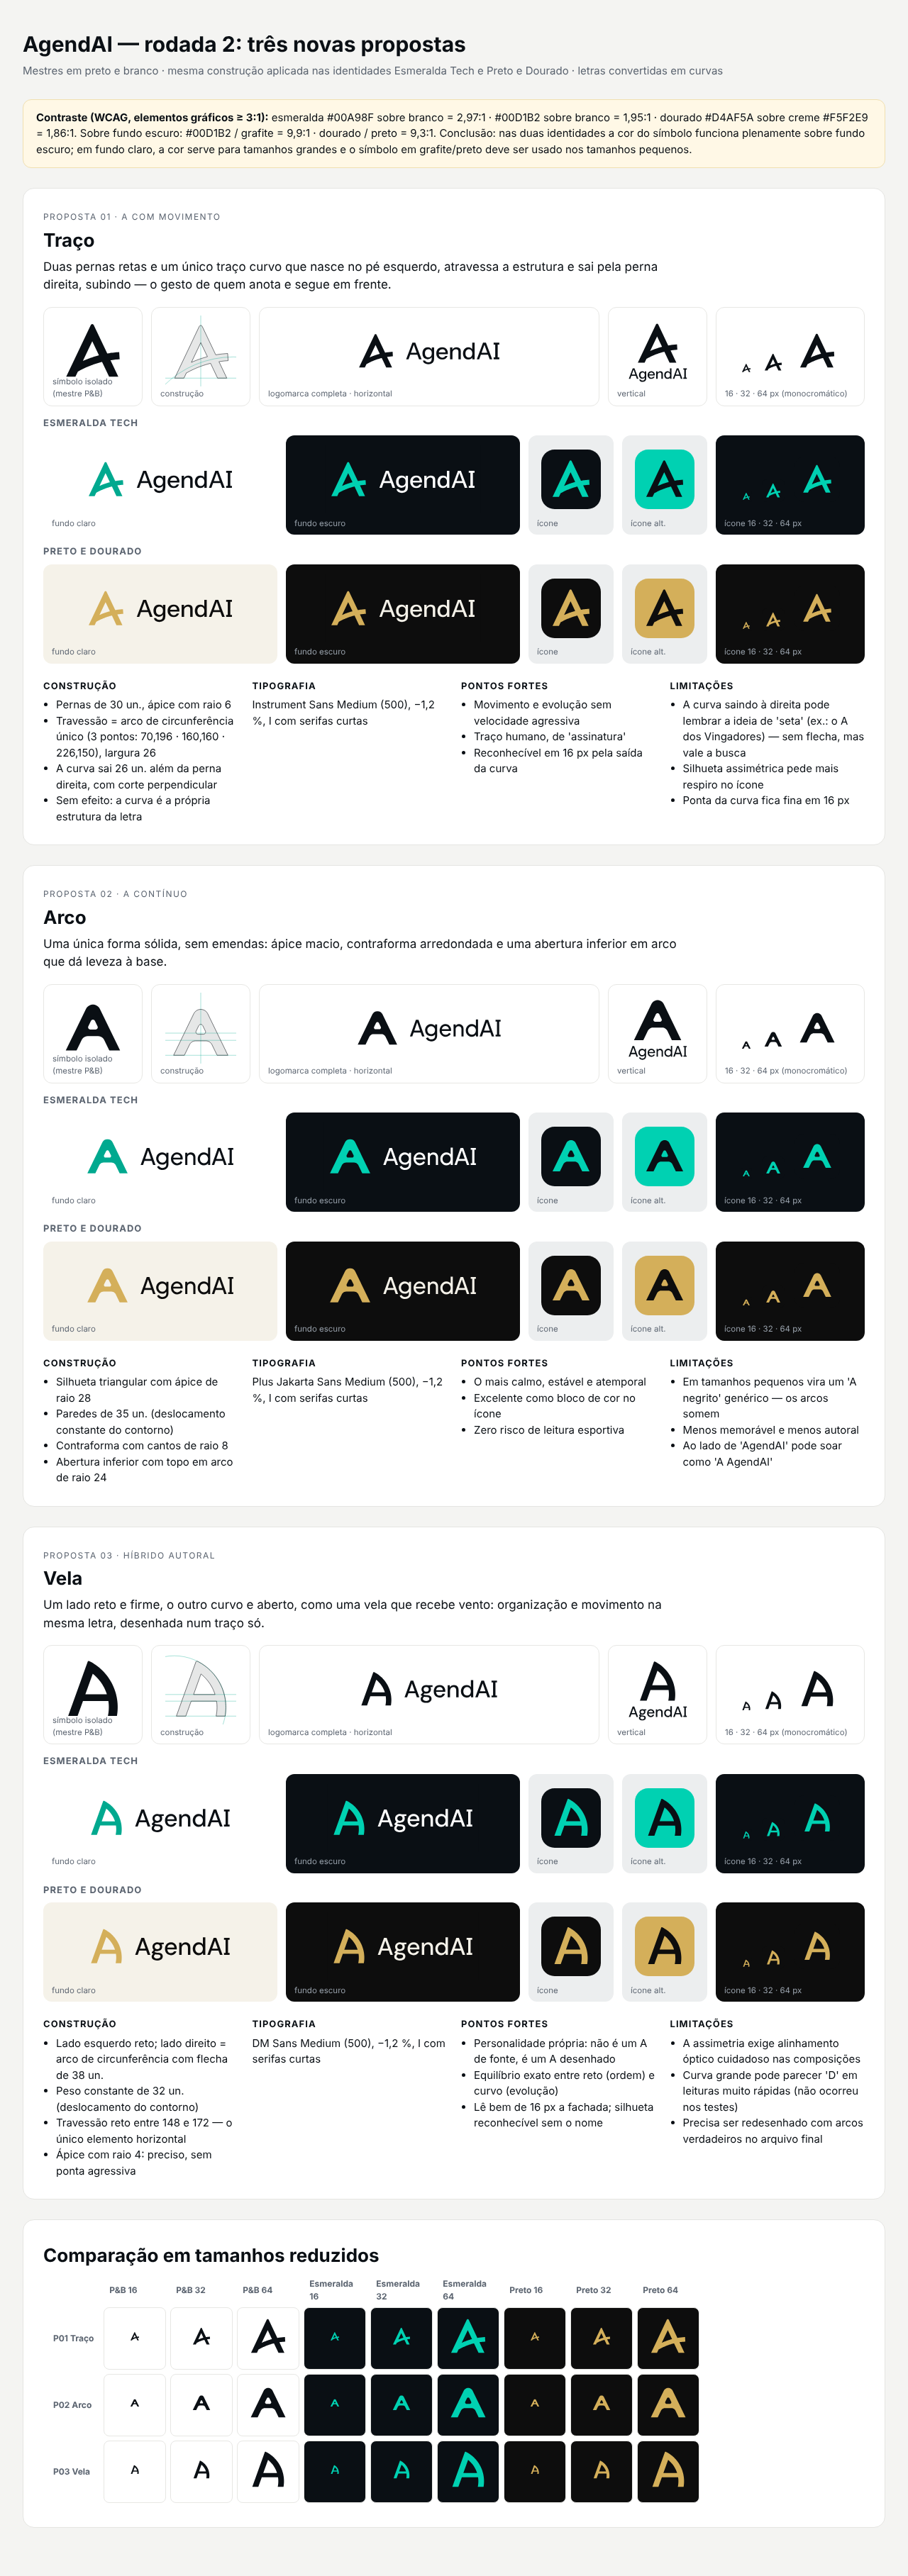 AgendAI — rodada 2: três novas propostas
Mestres em preto e branco · mesma construção aplicada nas identidades Esmeralda Tech e Preto e Dourado · letras convertidas em curvas
Contraste (WCAG, elementos gráficos ≥ 3:1): esmeralda #00A98F sobre branco = 2,97:1 · #00D1B2 sobre branco = 1,95:1 · dourado #D4AF5A sobre creme #F5F2E9
= 1,86:1. Sobre fundo escuro: #00D1B2 / grafite = 9,9:1 · dourado / preto = 9,3:1. Conclusão: nas duas identidades a cor do símbolo funciona plenamente sobre fundo
escuro; em fundo claro, a cor serve para tamanhos grandes e o símbolo em grafite/preto deve ser usado nos tamanhos pequenos.
PROPOSTA 01 · A COM MOVIMENTO
Traço
Duas pernas retas e um único traço curvo que nasce no pé esquerdo, atravessa a estrutura e sai pela perna
direita, subindo — o gesto de quem anota e segue em frente.
AgendAI
AgendAI
símbolo isolado
(mestre P&B)
construção
logomarca completa · horizontal
vertical
16 · 32 · 64 px (monocromático)
ESMERALDA TECH
AgendAI
AgendAI
fundo claro
fundo escuro
ícone
ícone alt.
ícone 16 · 32 · 64 px
PRETO E DOURADO
AgendAI
AgendAI
fundo claro
fundo escuro
ícone
ícone alt.
ícone 16 · 32 · 64 px
CONSTRUÇÃO
• Pernas de 30 un., ápice com raio 6
• Travessão = arco de circunferência
único (3 pontos: 70,196 · 160,160 ·
226,150), largura 26
• A curva sai 26 un. além da perna
direita, com corte perpendicular
• Sem efeito: a curva é a própria
estrutura da letra
TIPOGRAFIA
Instrument Sans Medium (500), −1,2
%, I com serifas curtas
PONTOS FORTES
• Movimento e evolução sem
velocidade agressiva
• Traço humano, de 'assinatura'
• Reconhecível em 16 px pela saída
da curva
LIMITAÇÕES
• A curva saindo à direita pode
lembrar a ideia de 'seta' (ex.: o A
dos Vingadores) — sem flecha, mas
vale a busca
• Silhueta assimétrica pede mais
respiro no ícone
• Ponta da curva fica fina em 16 px
PROPOSTA 02 · A CONTÍNUO
Arco
Uma única forma sólida, sem emendas: ápice macio, contraforma arredondada e uma abertura inferior em arco
que dá leveza à base.
AgendAI
AgendAI
símbolo isolado
(mestre P&B)
construção
logomarca completa · horizontal
vertical
16 · 32 · 64 px (monocromático)
ESMERALDA TECH
AgendAI
AgendAI
fundo claro
fundo escuro
ícone
ícone alt.
ícone 16 · 32 · 64 px
PRETO E DOURADO
AgendAI
AgendAI
fundo claro
fundo escuro
ícone
ícone alt.
ícone 16 · 32 · 64 px
CONSTRUÇÃO
• Silhueta triangular com ápice de
raio 28
• Paredes de 35 un. (deslocamento
constante do contorno)
• Contraforma com cantos de raio 8
• Abertura inferior com topo em arco
de raio 24
TIPOGRAFIA
Plus Jakarta Sans Medium (500), −1,2
%, I com serifas curtas
PONTOS FORTES
• O mais calmo, estável e atemporal
• Excelente como bloco de cor no
ícone
• Zero risco de leitura esportiva
LIMITAÇÕES
• Em tamanhos pequenos vira um 'A
negrito' genérico — os arcos
somem
• Menos memorável e menos autoral
• Ao lado de 'AgendAI' pode soar
como 'A AgendAI'
PROPOSTA 03 · HÍBRIDO AUTORAL
Vela
Um lado reto e firme, o outro curvo e aberto, como uma vela que recebe vento: organização e movimento na
mesma letra, desenhada num traço só.
AgendAI
AgendAI
símbolo isolado
(mestre P&B)
construção
logomarca completa · horizontal
vertical
16 · 32 · 64 px (monocromático)
ESMERALDA TECH
AgendAI
AgendAI
fundo claro
fundo escuro
ícone
ícone alt.
ícone 16 · 32 · 64 px
PRETO E DOURADO
AgendAI
AgendAI
fundo claro
fundo escuro
ícone
ícone alt.
ícone 16 · 32 · 64 px
CONSTRUÇÃO
• Lado esquerdo reto; lado direito =
arco de circunferência com flecha
de 38 un.
• Peso constante de 32 un.
(deslocamento do contorno)
• Travessão reto entre 148 e 172 — o
único elemento horizontal
• Ápice com raio 4: preciso, sem
ponta agressiva
TIPOGRAFIA
DM Sans Medium (500), −1,2 %, I com
serifas curtas
PONTOS FORTES
• Personalidade própria: não é um A
de fonte, é um A desenhado
• Equilíbrio exato entre reto (ordem) e
curvo (evolução)
• Lê bem de 16 px a fachada; silhueta
reconhecível sem o nome
LIMITAÇÕES
• A assimetria exige alinhamento
óptico cuidadoso nas composições
• Curva grande pode parecer 'D' em
leituras muito rápidas (não ocorreu
nos testes)
• Precisa ser redesenhado com arcos
verdadeiros no arquivo final
Comparação em tamanhos reduzidos
P&B 16
P&B 32
P&B 64
Esmeralda
16
Esmeralda
32
Esmeralda
64
Preto 16
Preto 32
Preto 64
P01 Traço
P02 Arco
P03 Vela